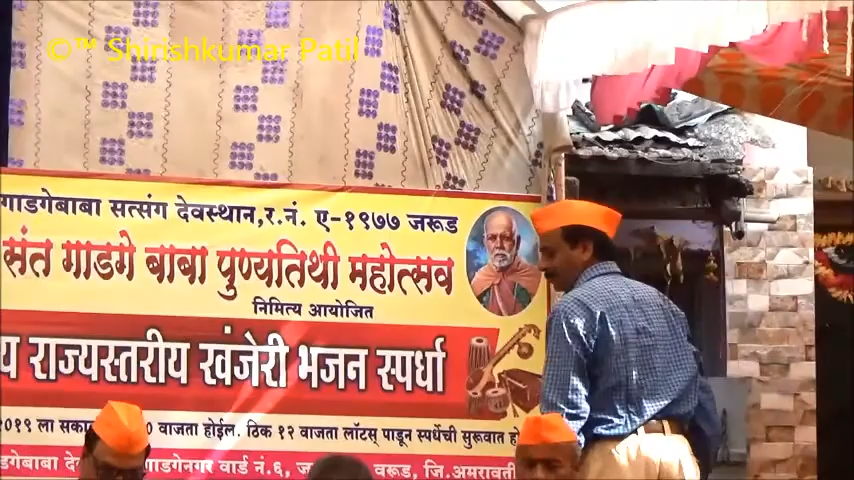 ©™ Shirishkumar Patil
गाडगेबाबा सत्संग देवस्थान,र.नं. ए-१९७७ जरूड
संत गाडगे बाबा पुण्यतिथी महोत्सव
निमीत्य आयोजित
राज्यस्तरीय खंजेरी भजन स्पर्धा
वाजता होईल. ठिक १२ वाजता लॉटस् पाडून स्पर्धेची सुरूवात
गाडगेबाबा
गाडगेनगर वार्ड नं.६,
जरूड, जि.अमरावती